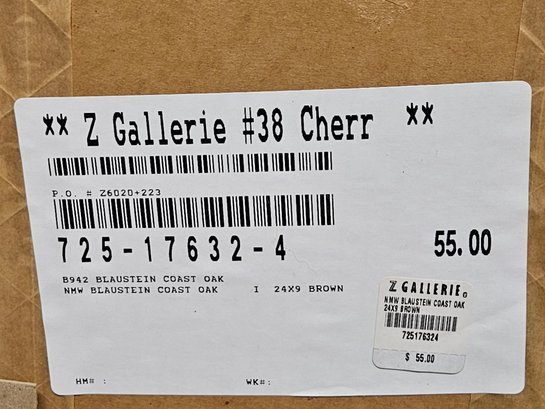 ** Z Gallerie #38 Cherr **
P.O. # Z6020+223
725-17632-4 55.00
B942 BLAUSTEIN COAST OAK
NMW BLAUSTEIN COAST OAK I 24X9 BROWN
Z GALLERIE®
NMW BLAUSTEIN COAST OAK
24X9 BROWN
725176324
$ 55.00
HM# : WK#: